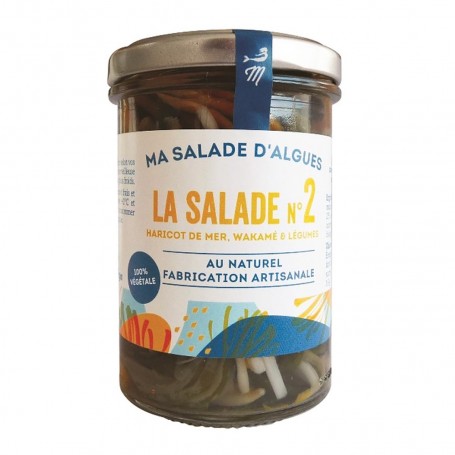 M
MA SALADE D'ALGUES
LA SALADE N°2
HARICOT DE MER, WAKAMÉ & LÉGUMES
AU NATUREL
FABRICATION ARTISANALE
100%
VÉGÉTALE